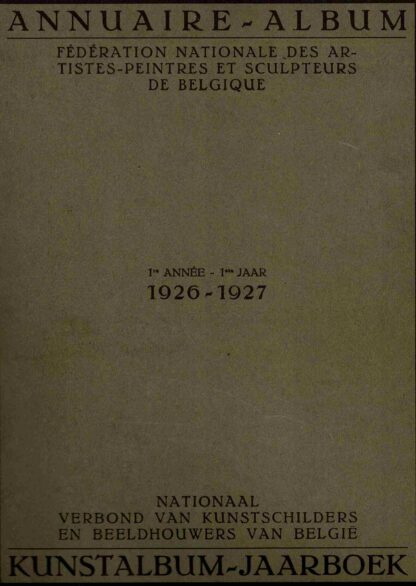 ANNUAIRE - ALBUM
FÉDÉRATION NATIONALE DES AR-
TISTES-PEINTRES ET SCULPTEURS
DE BELGIQUE
1re ANNÉE - 1ste JAAR
1926 - 1927
NATIONAAL
VERBOND VAN KUNSTSCHILDERS
EN BEELDHOUWERS VAN BELGIË
KUNSTALBUM-JAARBOEK